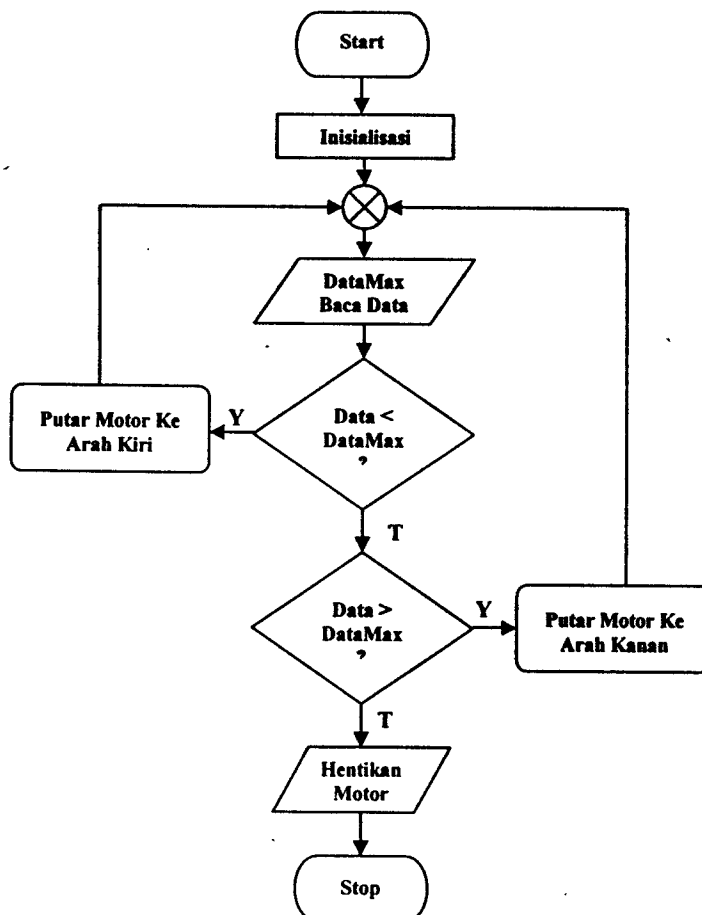 Start
Inisialisasi
DataMax
Baca Data
Data <
DataMax
?
Y
Putar Motor Ke
Arah Kiri
T
Data >
DataMax
?
Y
Putar Motor Ke
Arah Kanan
T
Hentikan
Motor
Stop